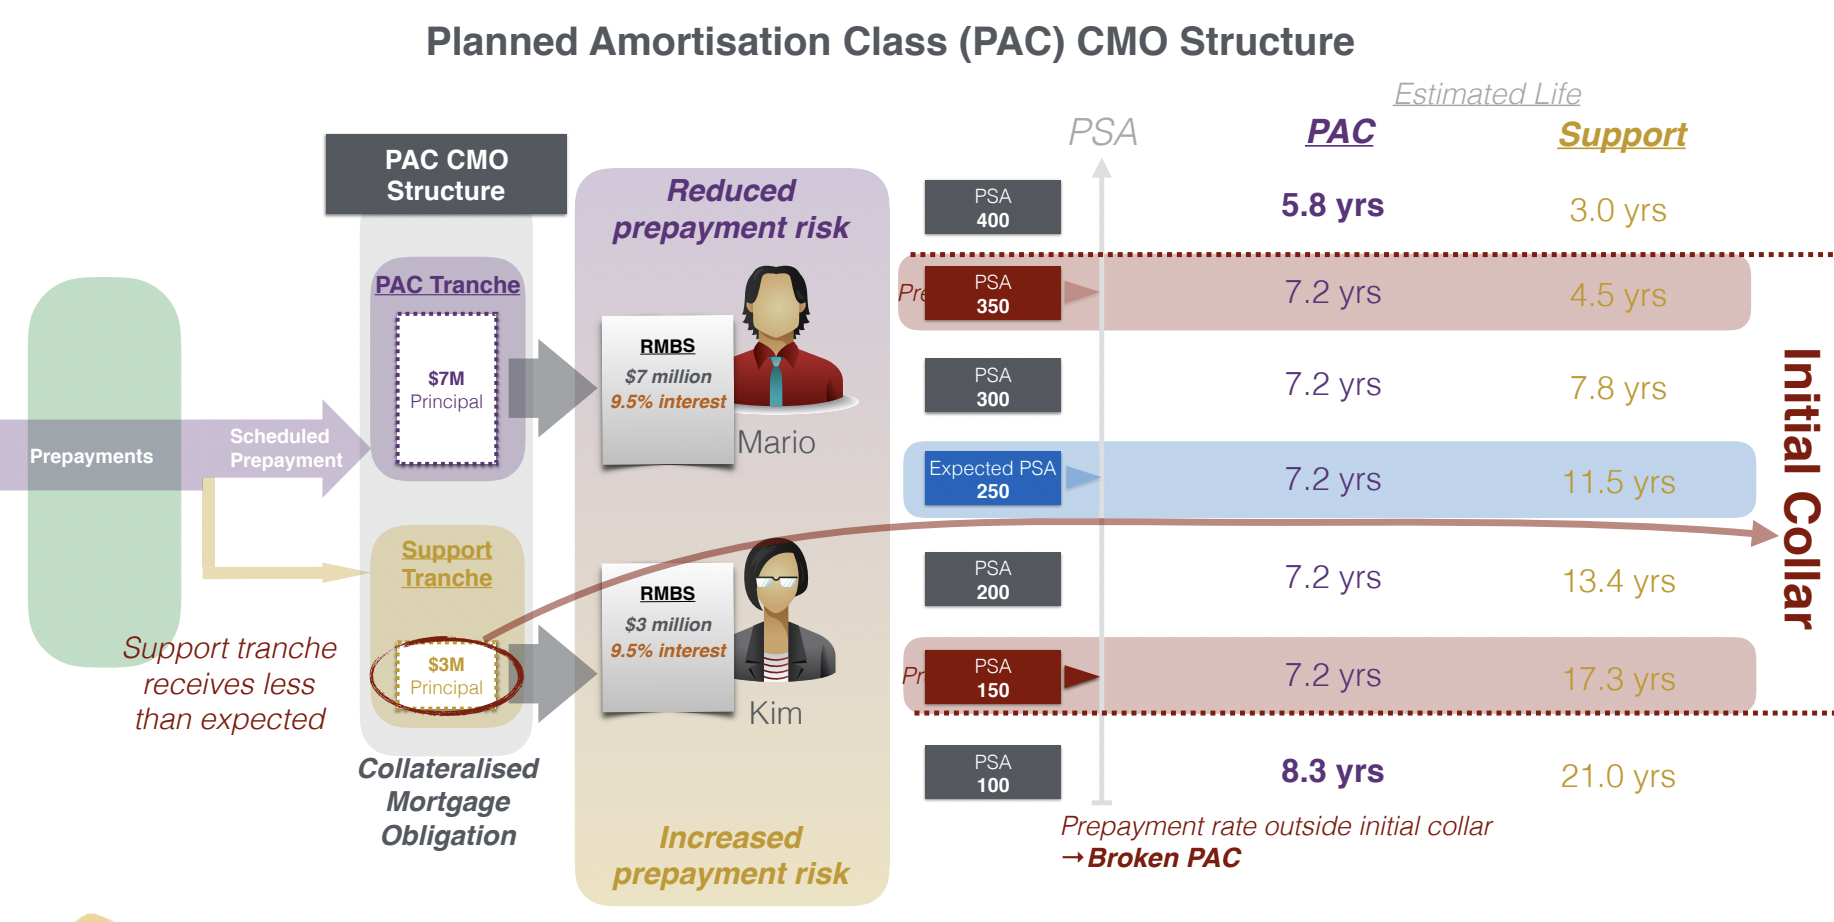 Planned Amortisation Class (PAC) CMO Structure
PAC CMO
Structure
Prepayments
Scheduled
Prepayment
PAC Tranche
$7M
Principal
Support
Tranche
$3M
Principal
Support tranche
receives less
than expected
Collateralised
Mortgage
Obligation
Reduced
prepayment risk
RMBS
$7 million
9.5% interest
Mario
RMBS
$3 million
9.5% interest
Kim
Increased
prepayment risk
Estimated Life
PSA
PAC
Support
PSA
400
5.8 yrs
3.0 yrs
Pre
PSA
350
7.2 yrs
4.5 yrs
PSA
300
7.2 yrs
7.8 yrs
Expected PSA
250
7.2 yrs
11.5 yrs
PSA
200
7.2 yrs
13.4 yrs
Pr
PSA
150
7.2 yrs
17.3 yrs
PSA
100
8.3 yrs
21.0 yrs
Initial Collar
Prepayment rate outside initial collar
→ Broken PAC